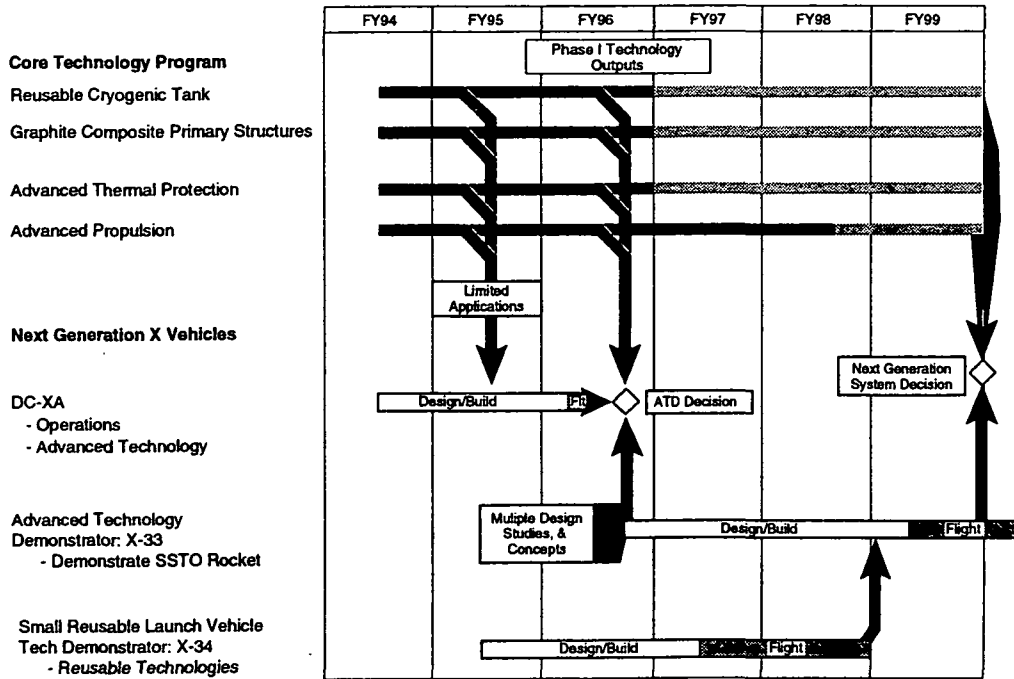 FY94 FY95 FY96 FY97 FY98 FY99
Phase I Technology
Outputs
Core Technology Program
Reusable Cryogenic Tank
Graphite Composite Primary Structures
Advanced Thermal Protection
Advanced Propulsion
Limited
Applications
Next Generation X Vehicles
Next Generation
System Decision
DC-XA
- Operations
- Advanced Technology
Design/Build
Flt
ATD Decision
Advanced Technology
Demonstrator: X-33
- Demonstrate SSTO Rocket
Muliple Design
Studies, &
Concepts
Design/Build
Flight
Small Reusable Launch Vehicle
Tech Demonstrator: X-34
- Reusable Technologies
Design/Build
Flight